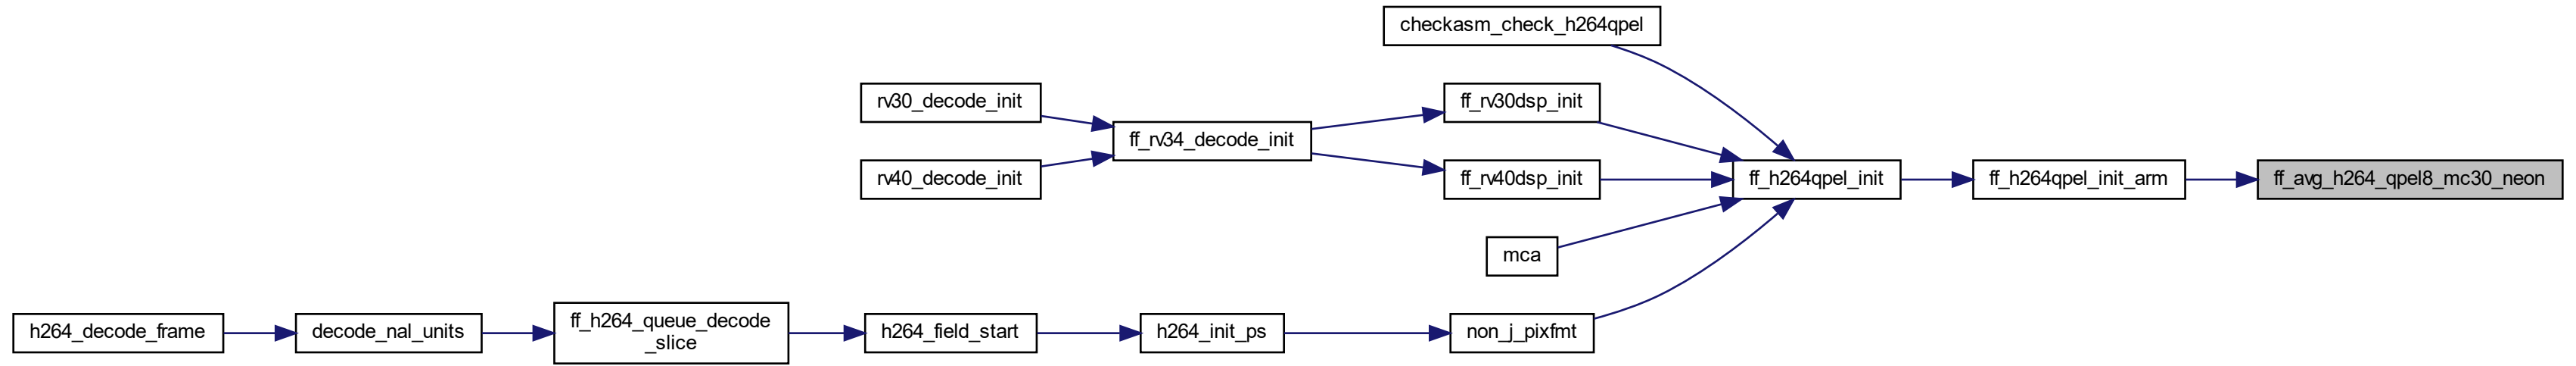 checkasm_check_h264qpel
rv30_decode_init
ff_rv30dsp_init
ff_rv34_decode_init
rv40_decode_init
ff_rv40dsp_init
ff_h264qpel_init
ff_h264qpel_init_arm
ff_avg_h264_qpel8_mc30_neon
mca
h264_decode_frame
decode_nal_units
ff_h264_queue_decode
_slice
h264_field_start
h264_init_ps
non_j_pixfmt